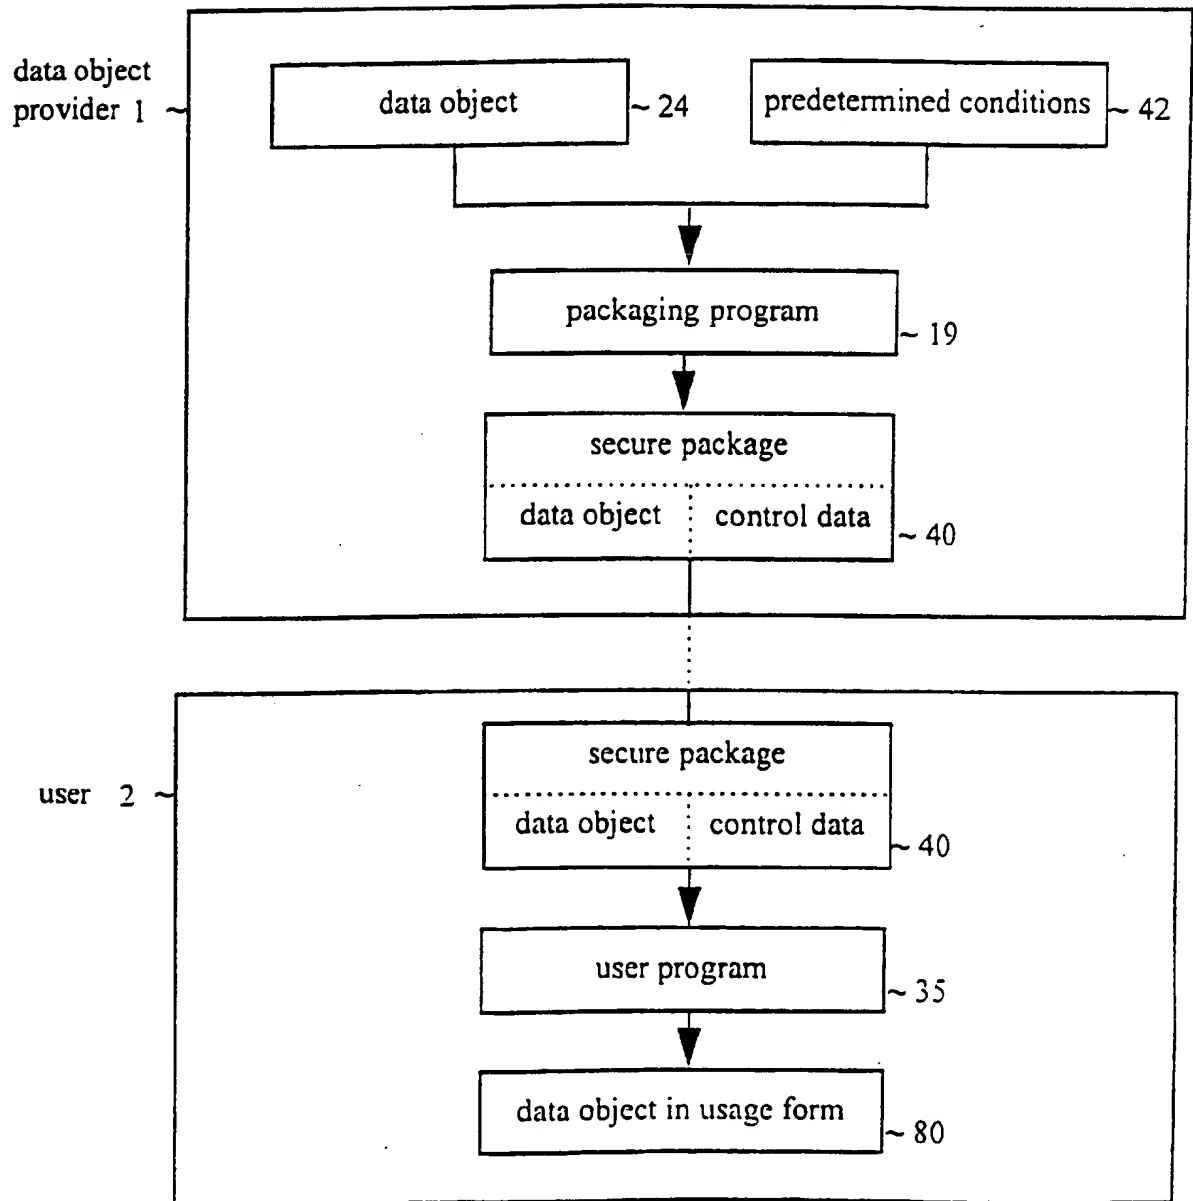 data object
provider 1 ~
data object
~ 24
predetermined conditions
~ 42
packaging program
~ 19
secure package
data object
control data
~ 40
user 2 ~
secure package
data object
control data
~ 40
user program
~ 35
data object in usage form
~ 80